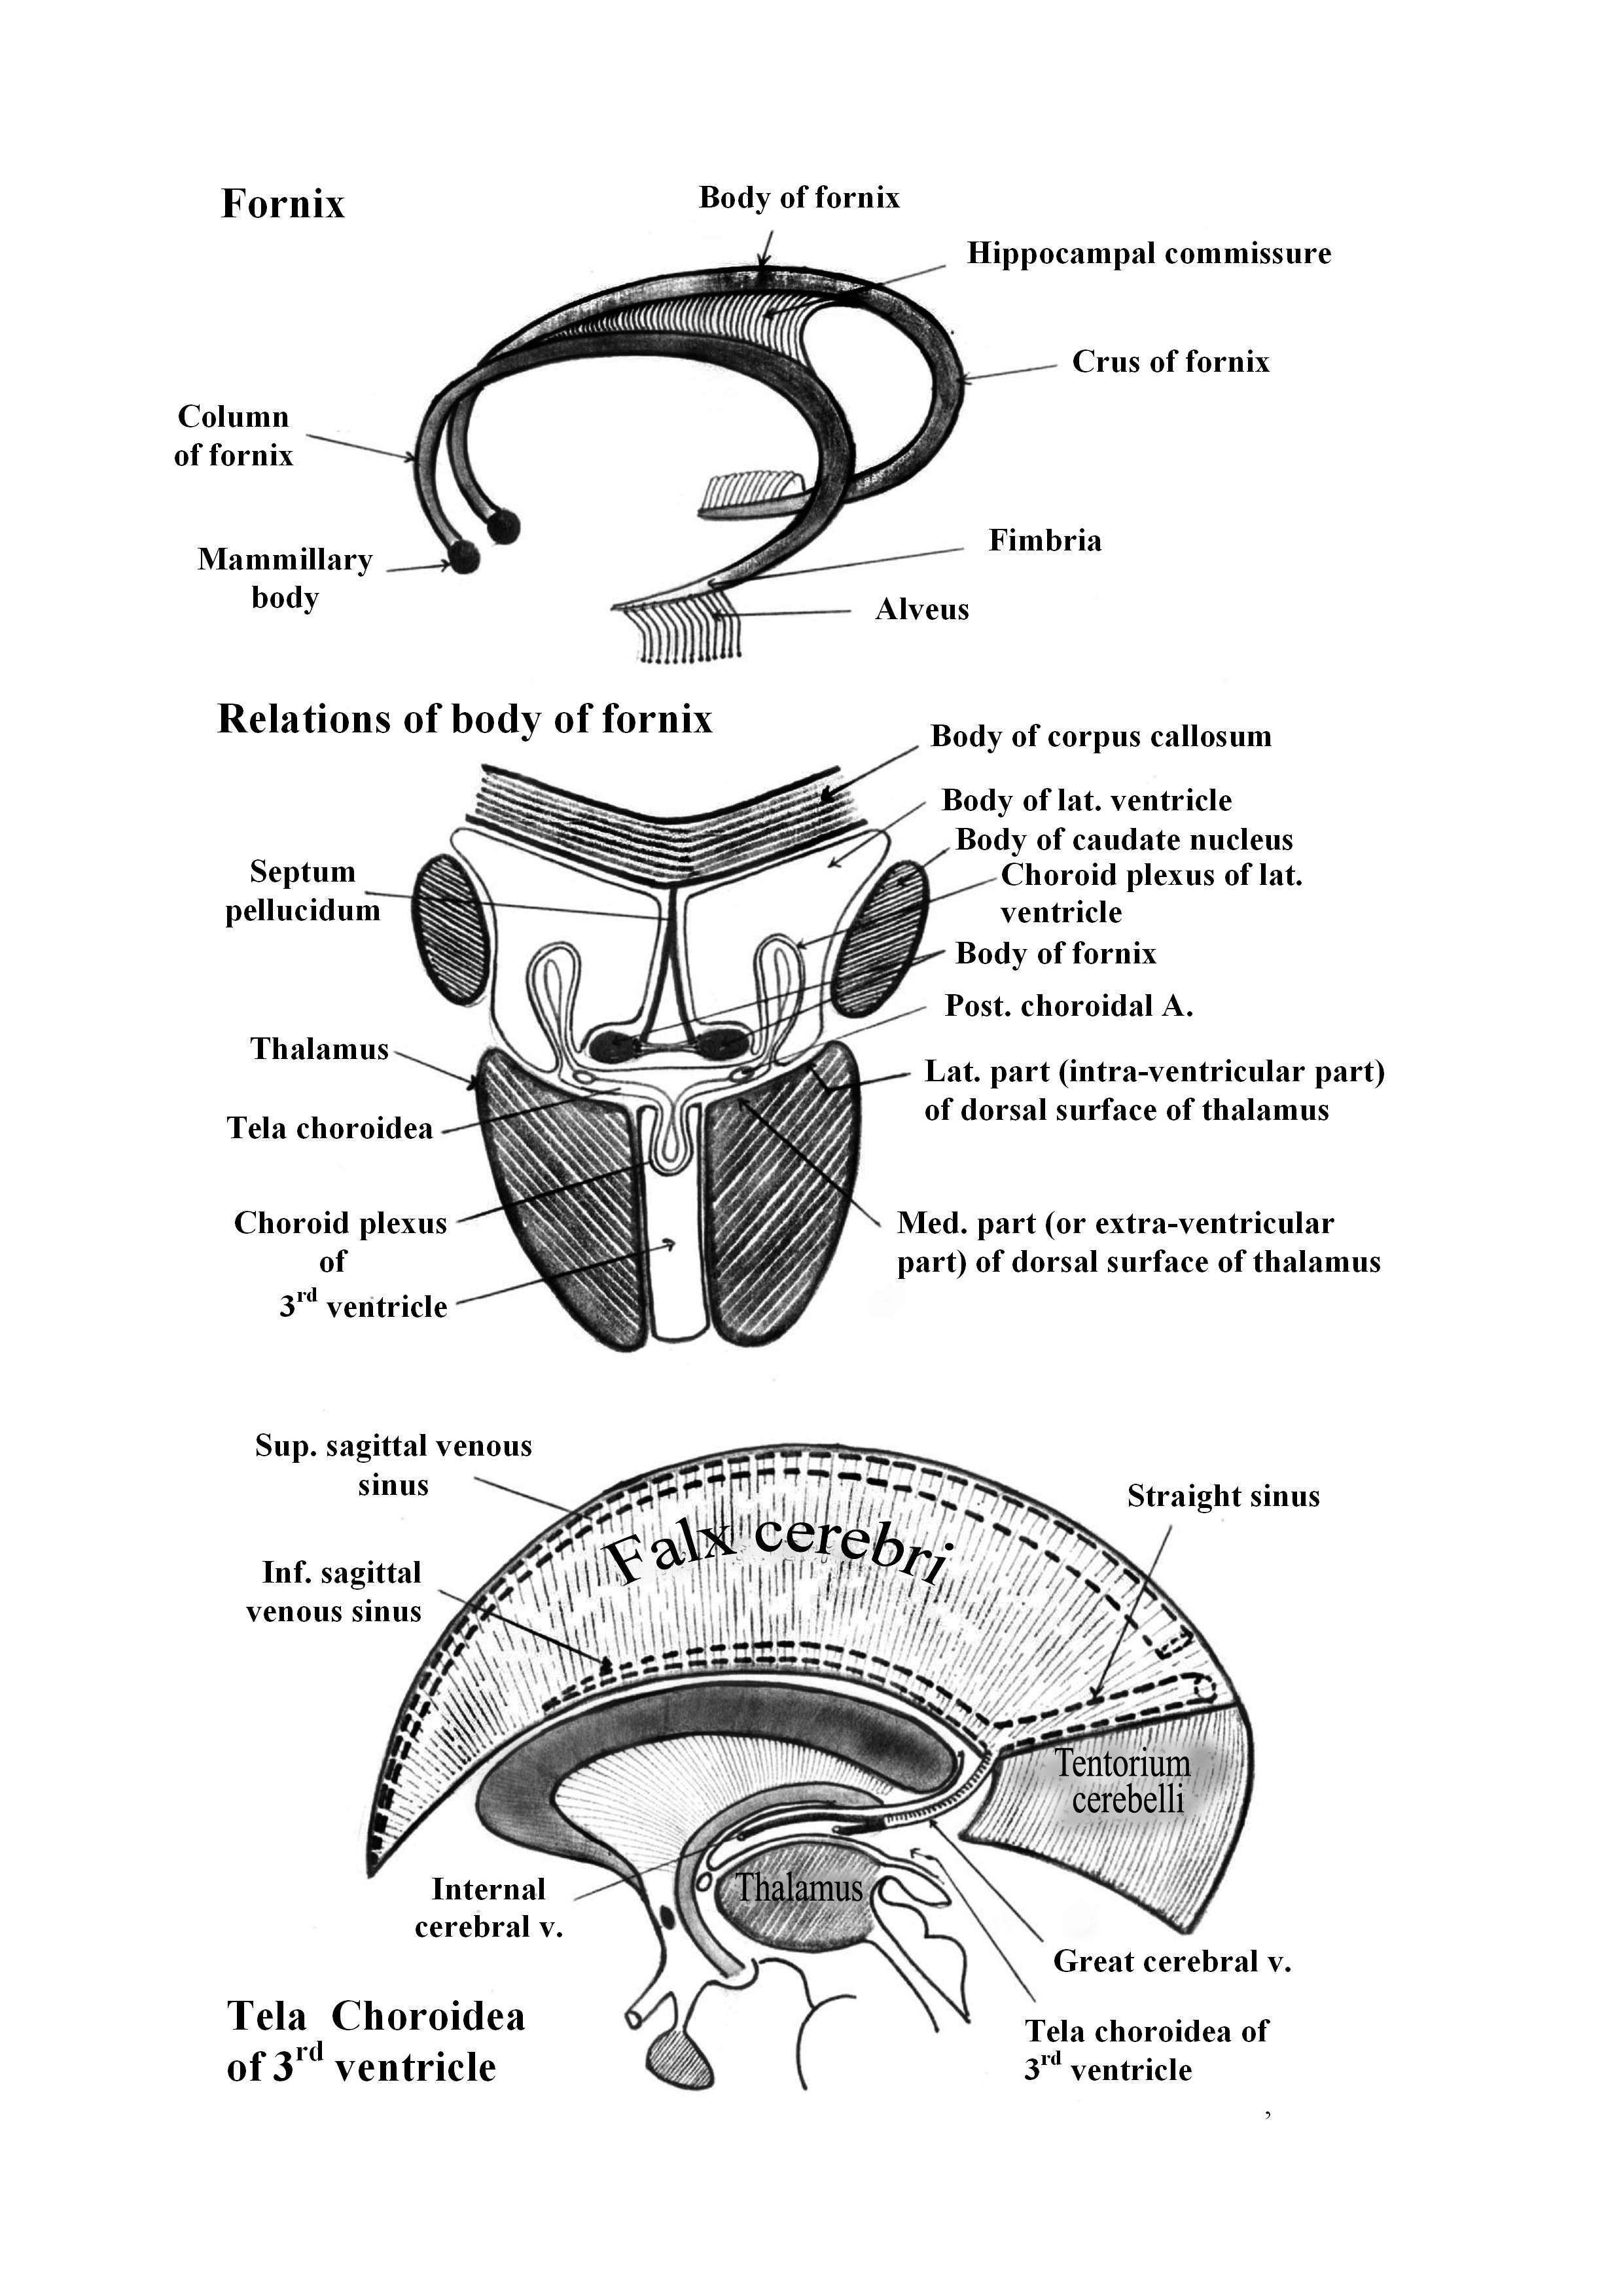 Fornix
Body of fornix
Hippocampal commissure
Crus of fornix
Column
of fornix
Fimbria
Mammillary
body
Alveus
Relations of body of fornix
Body of corpus callosum
Body of lat. ventricle
Body of caudate nucleus
Septum
pellucidum
Choroid plexus of lat.
ventricle
Body of fornix
Post. choroidal A.
Thalamus
Lat. part (intra-ventricular part)
of dorsal surface of thalamus
Tela choroidea
Choroid plexus
of
3rd ventricle
Med. part (or extra-ventricular
part) of dorsal surface of thalamus
Sup. sagittal venous
sinus
Straight sinus
Falx cerebri
Inf. sagittal
venous sinus
Tentorium
cerebelli
Thalamus
Internal
cerebral v.
Great cerebral v.
Tela Choroidea
of 3rd ventricle
Tela choroidea of
3rd ventricle
,